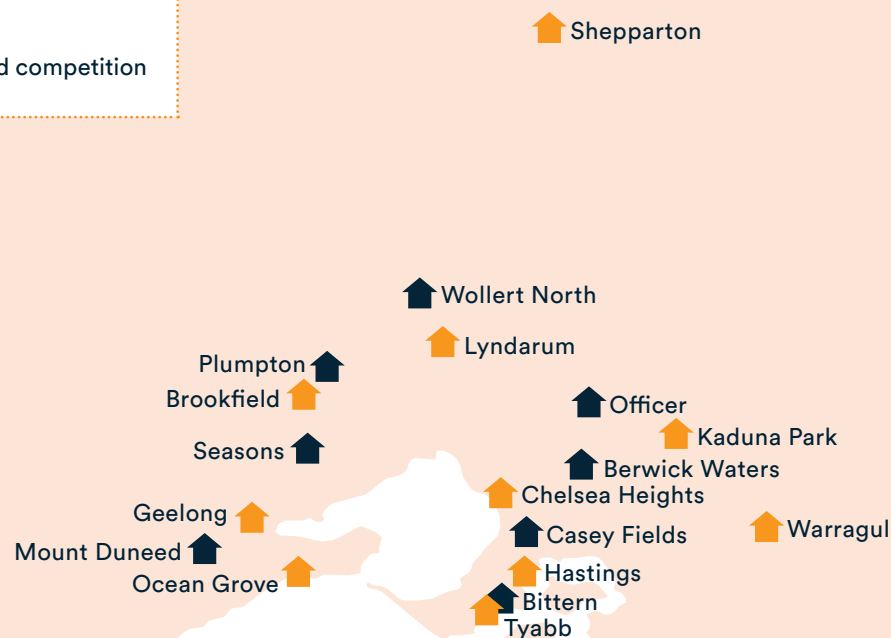 Shepparton
competition
Wollert North
Lyndarum
Plumpton
Brookfield
Officer
Kaduna Park
Seasons
Berwick Waters
Chelsea Heights
Geelong
Warragul
Casey Fields
Mount Duneed
Hastings
Ocean Grove
Bittern
Tyabb